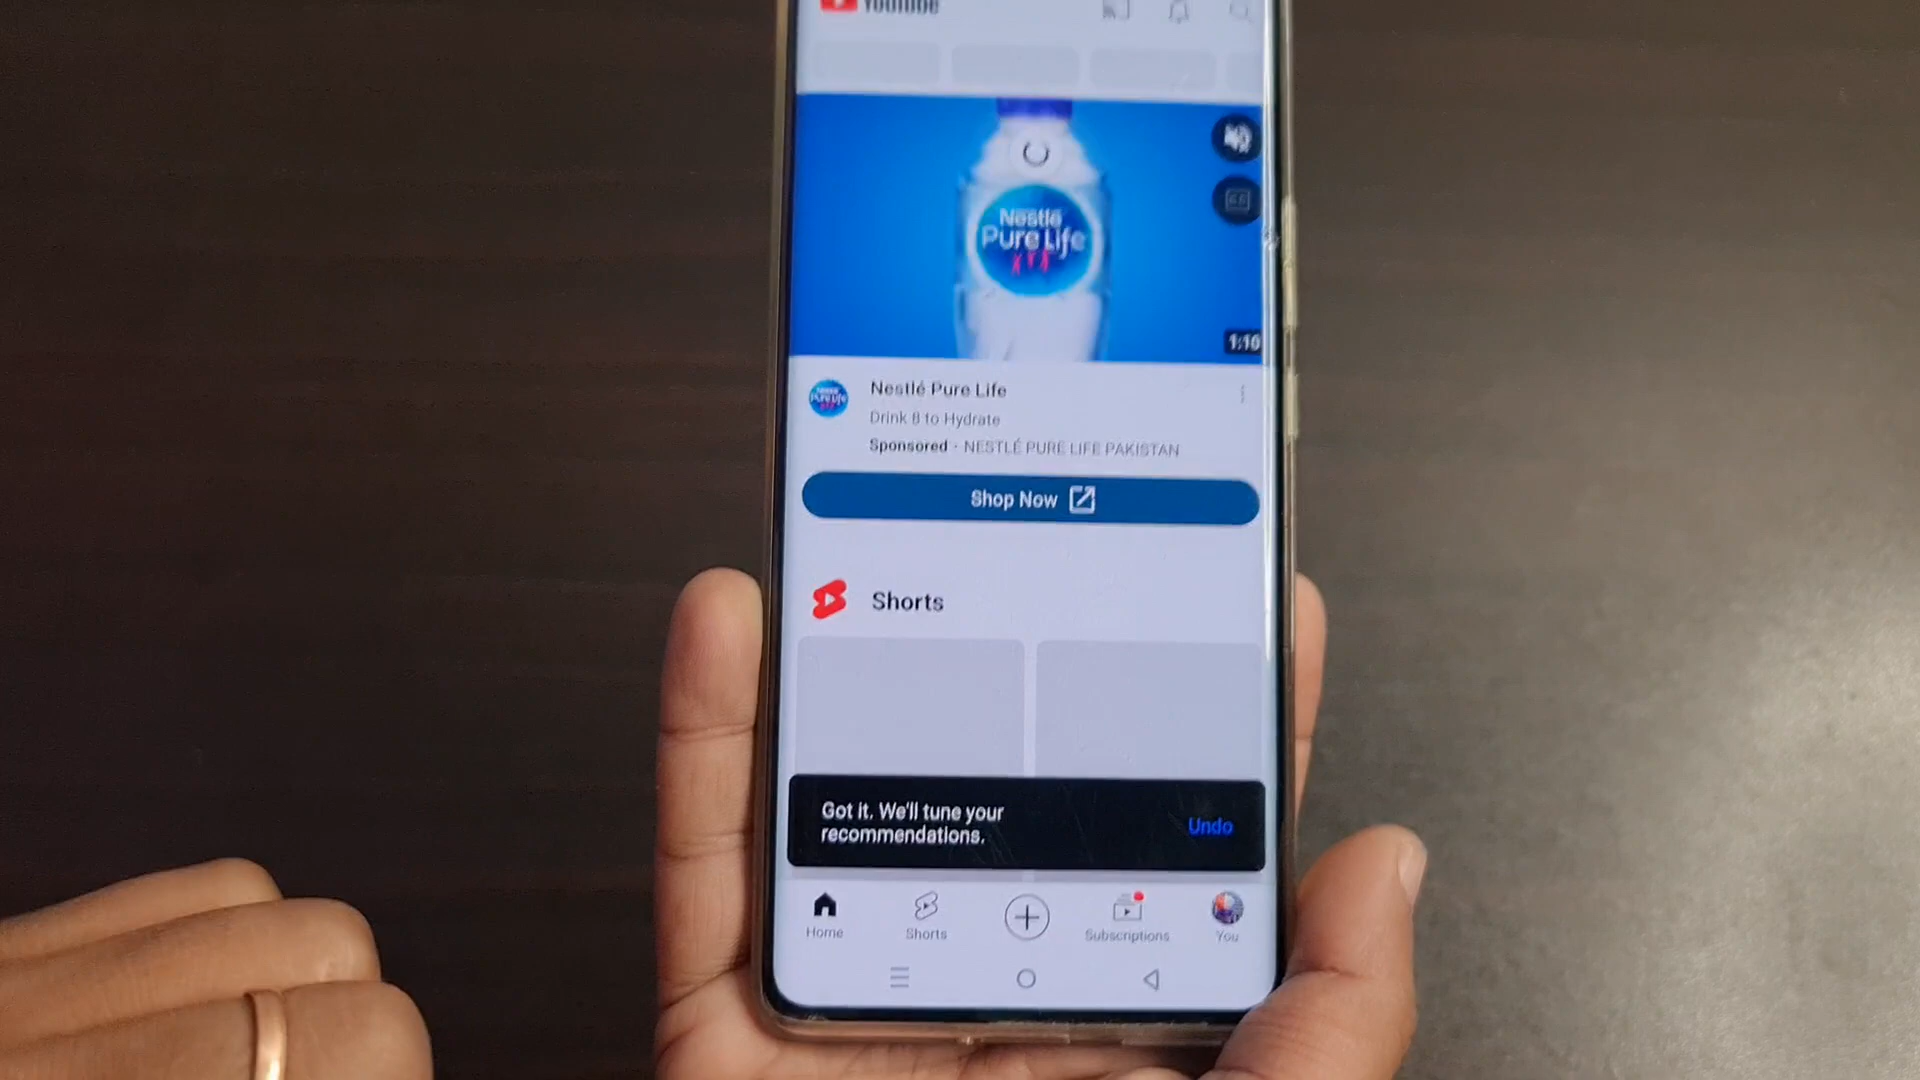 YouTube
Nestlé
Pure Life
1:10
Nestlé Pure Life
Drink 8 to Hydrate
Sponsored · NESTLÉ PURE LIFE PAKISTAN
Shop Now
Shorts
Got it. We'll tune your
recommendations.
Undo
Home
Shorts
Subscriptions
You